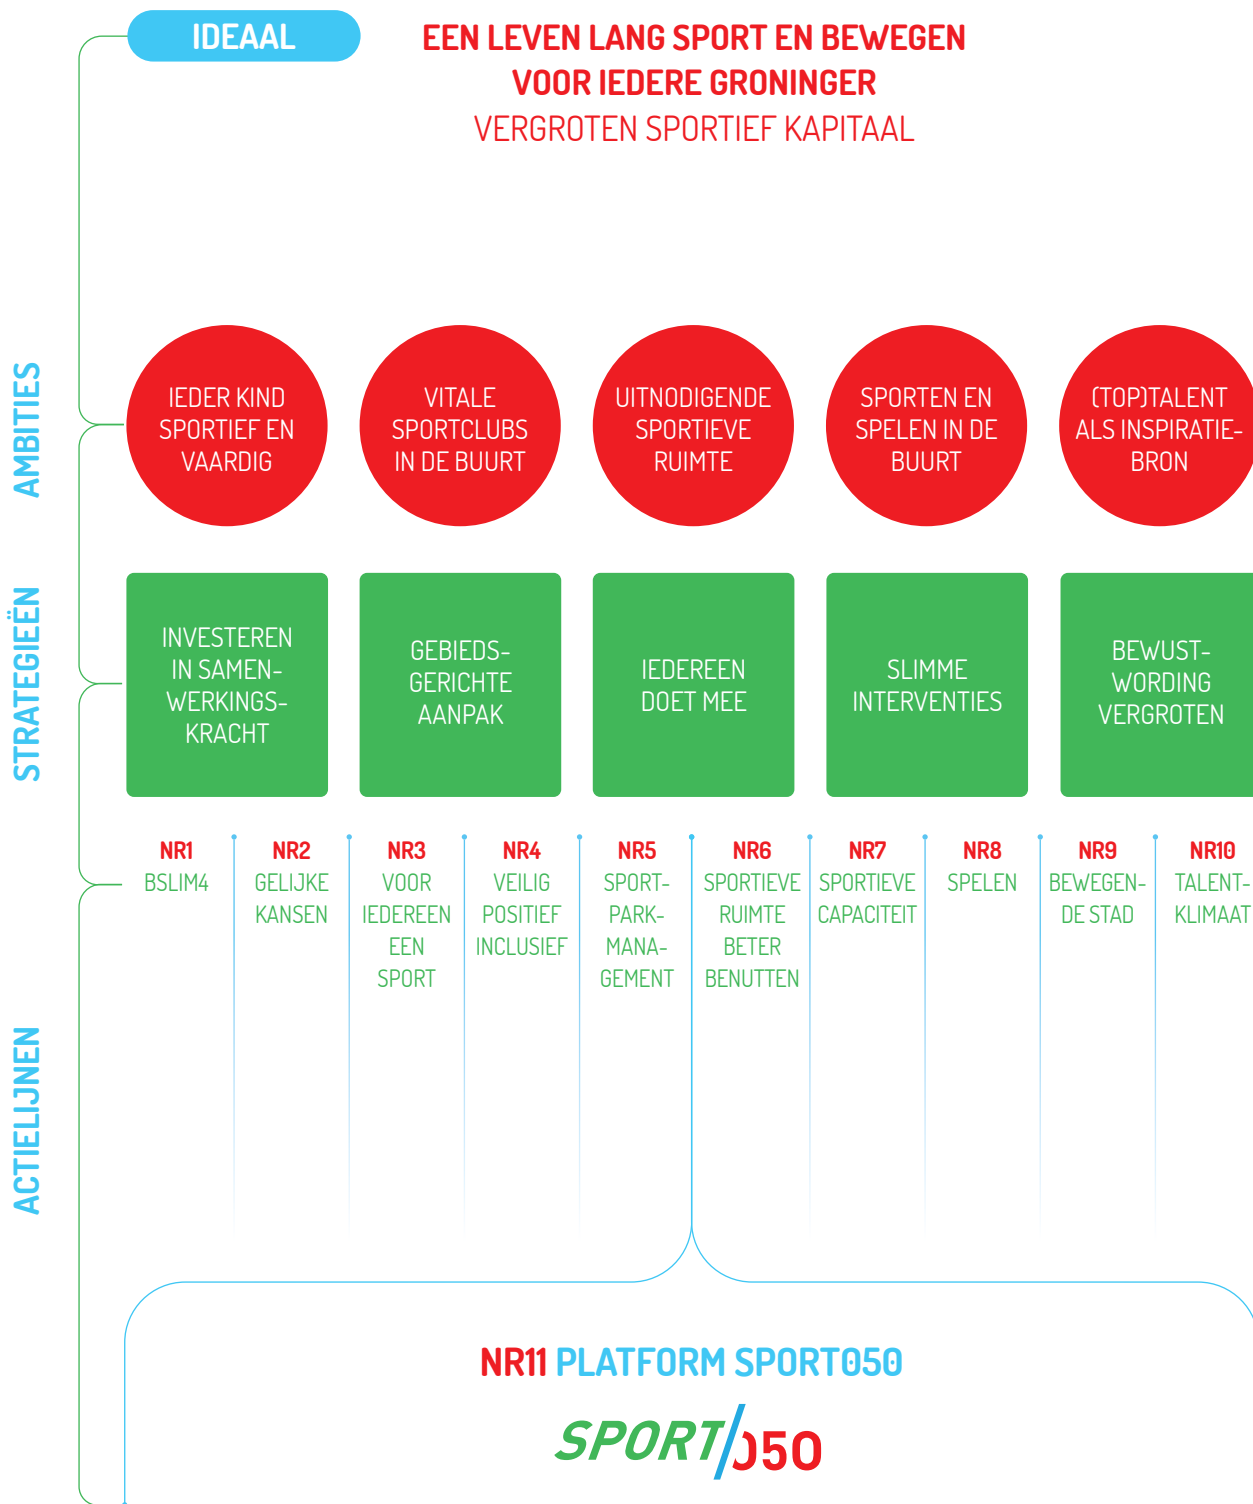 IDEAAL
EEN LEVEN LANG SPORT EN BEWEGEN
VOOR IEDERE GRONINGER
VERGROTEN SPORTIEF KAPITAAL
AMBITIES
IEDER KIND
SPORTIEF EN
VAARDIG
VITALE
SPORTCLUBS
IN DE BUURT
UITNODIGENDE
SPORTIEVE
RUIMTE
SPORTEN EN
SPELEN IN DE
BUURT
(TOP)TALENT
ALS INSPIRATIE-
BRON
STRATEGIEËN
INVESTEREN
IN SAMEN-
WERKINGS-
KRACHT
GEBIEDS-
GERICHTE
AANPAK
IEDEREEN
DOET MEE
SLIMME
INTERVENTIES
BEWUST-
WORDING
VERGROTEN
ACTIELIJNEN
NR1
BSLIM4
NR2
GELIJKE
KANSEN
NR3
VOOR
IEDEREEN
EEN
SPORT
NR4
VEILIG
POSITIEF
INCLUSIEF
NR5
SPORT-
PARK-
MANA-
GEMENT
NR6
SPORTIEVE
RUIMTE
BETER
BENUTTEN
NR7
SPORTIEVE
CAPACITEIT
NR8
SPELEN
NR9
BEWEGEN-
DE STAD
NR10
TALENT-
KLIMAAT
NR11 PLATFORM SPORT050
SPORT/050